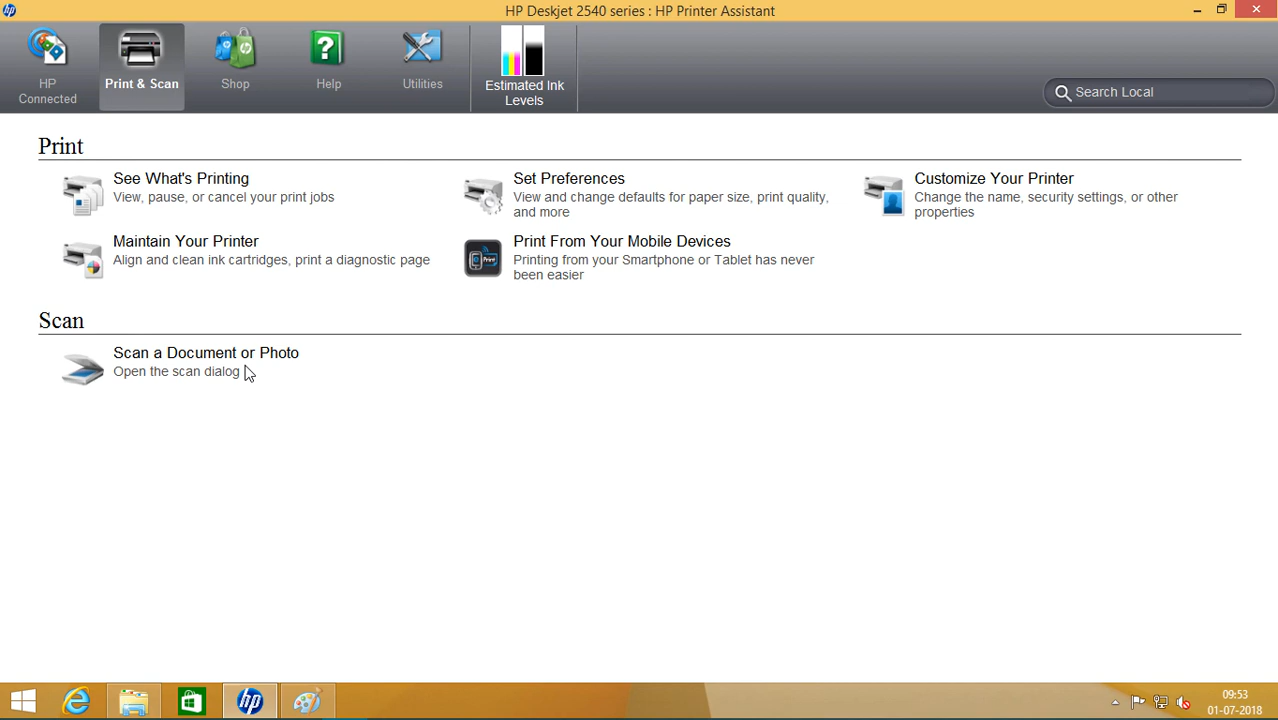 HP Deskjet 2540 series : HP Printer Assistant
HP Connected
Print & Scan
Shop
Help
Utilities
Estimated Ink Levels
Search Local
Print
See What's Printing
View, pause, or cancel your print jobs
Set Preferences
View and change defaults for paper size, print quality,
and more
Customize Your Printer
Change the name, security settings, or other
properties
Maintain Your Printer
Align and clean ink cartridges, print a diagnostic page
Print From Your Mobile Devices
Printing from your Smartphone or Tablet has never
been easier
Scan
Scan a Document or Photo
Open the scan dialog
09:53
01-07-2018